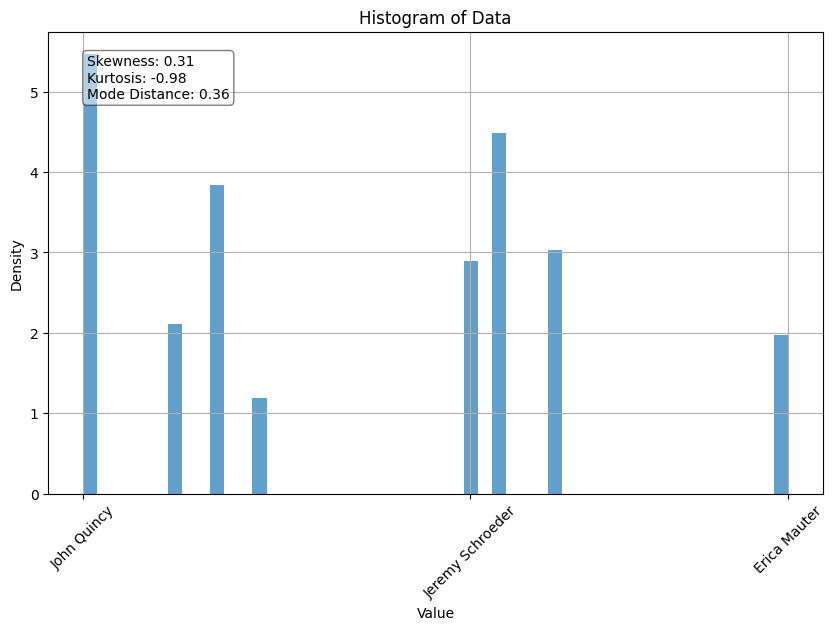 Histogram of Data
Skewness: 0.31
Kurtosis: -0.98
Mode Distance: 0.36
Density
5
4
3
2
1
0
John Quincy
Jeremy Schroeder
Erica Mauter
Value